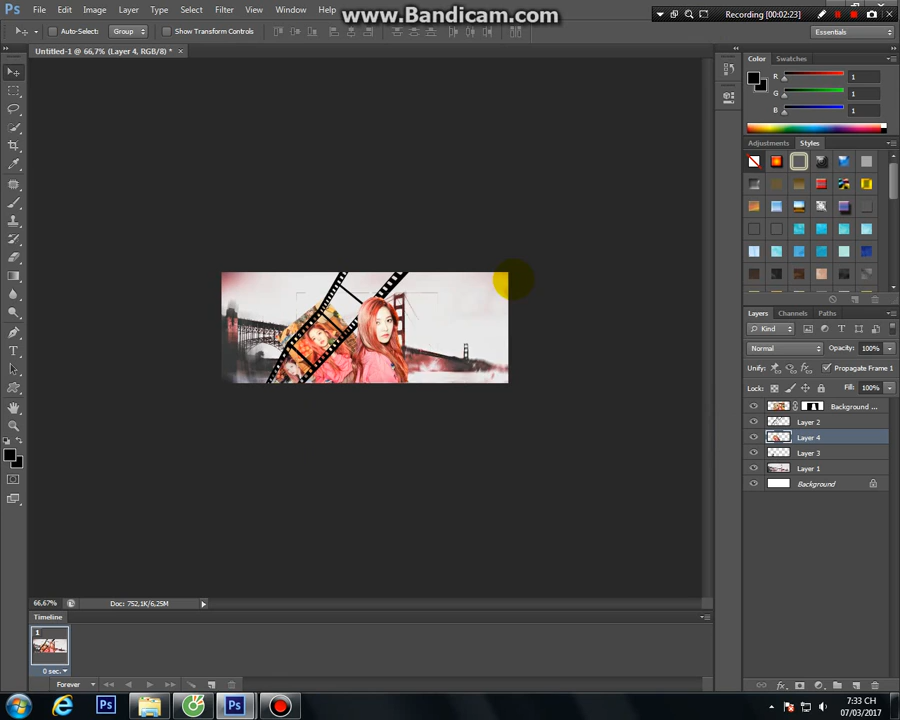 www.Bandicam.com
Recording [00:02:23]
Ps File Edit Image Layer Type Select Filter View Window Help
Auto-Select: Group Show Transform Controls
Essentials
Untitled-1 @ 66,7% (Layer 4, RGB/8) * ×
Color Swatches
R 1
G 1
B 1
Adjustments Styles
Layers Channels Paths
Kind
Normal Opacity: 100%
Unify: Propagate Frame 1
Lock: Fill: 100%
Background ...
Layer 2
Layer 4
Layer 3
Layer 1
Background
66,67% Doc: 752,1K/6,25M
Timeline
1
0 sec.
Forever
Ps
Ps
7:33 CH
07/03/2017